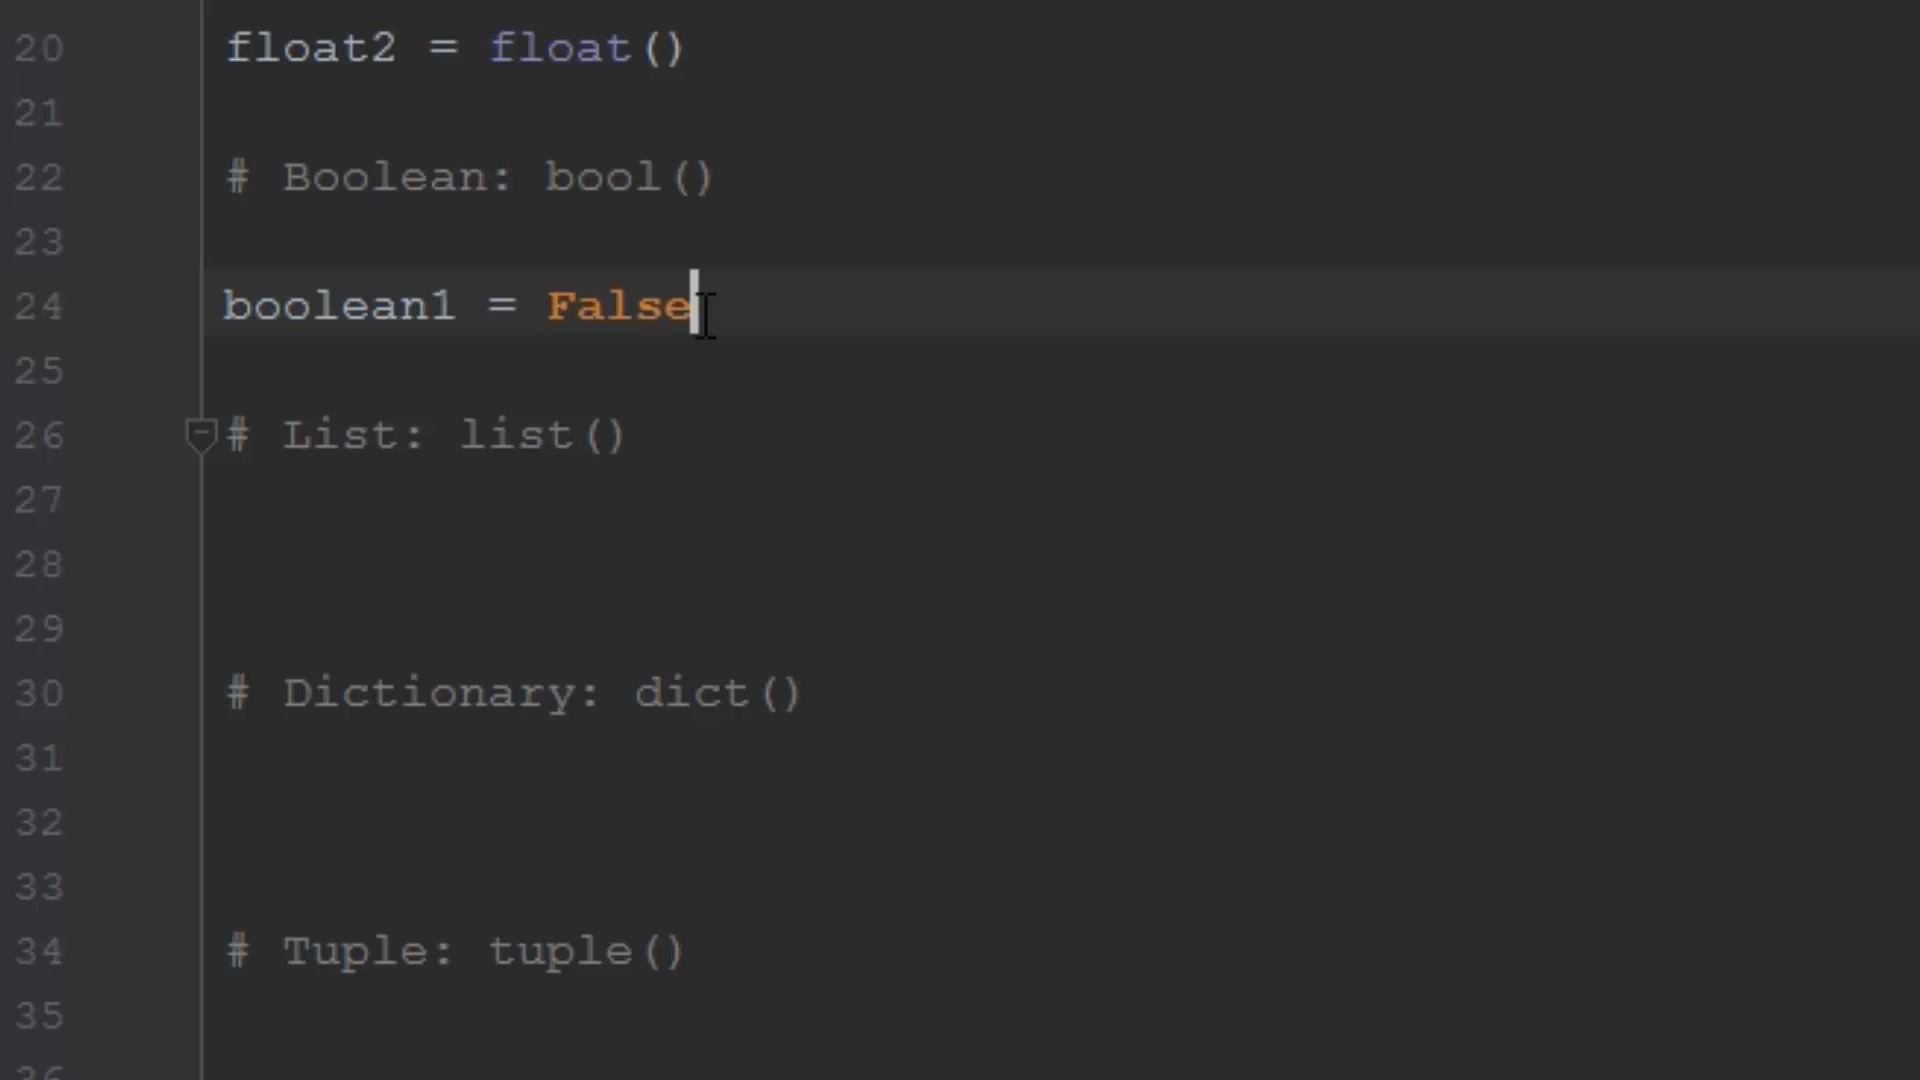 20 float2 = float()
21
22 # Boolean: bool()
23
24 boolean1 = False
25
26 # List: list()
27
28
29
30 # Dictionary: dict()
31
32
33
34 # Tuple: tuple()
35
36